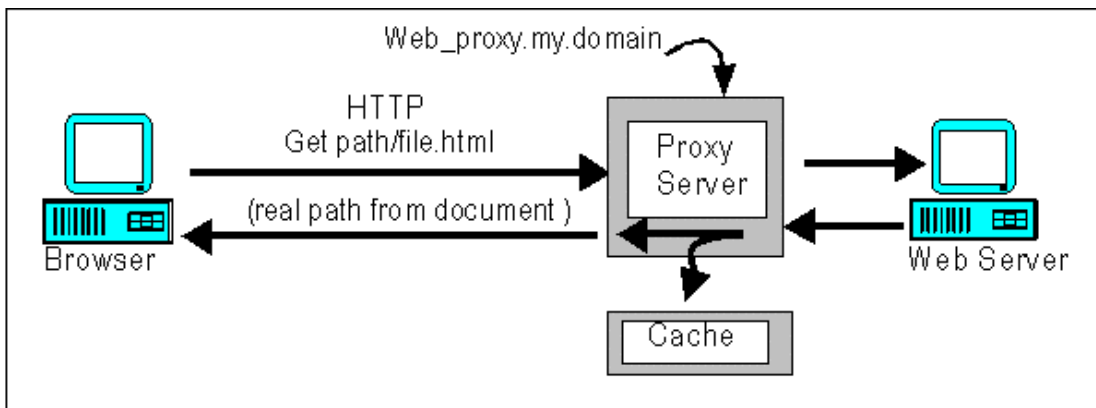 Web_proxy.my.domain
HTTP
Get path/file.html
Proxy
Server
(real path from document )
Browser
Web Server
Cache